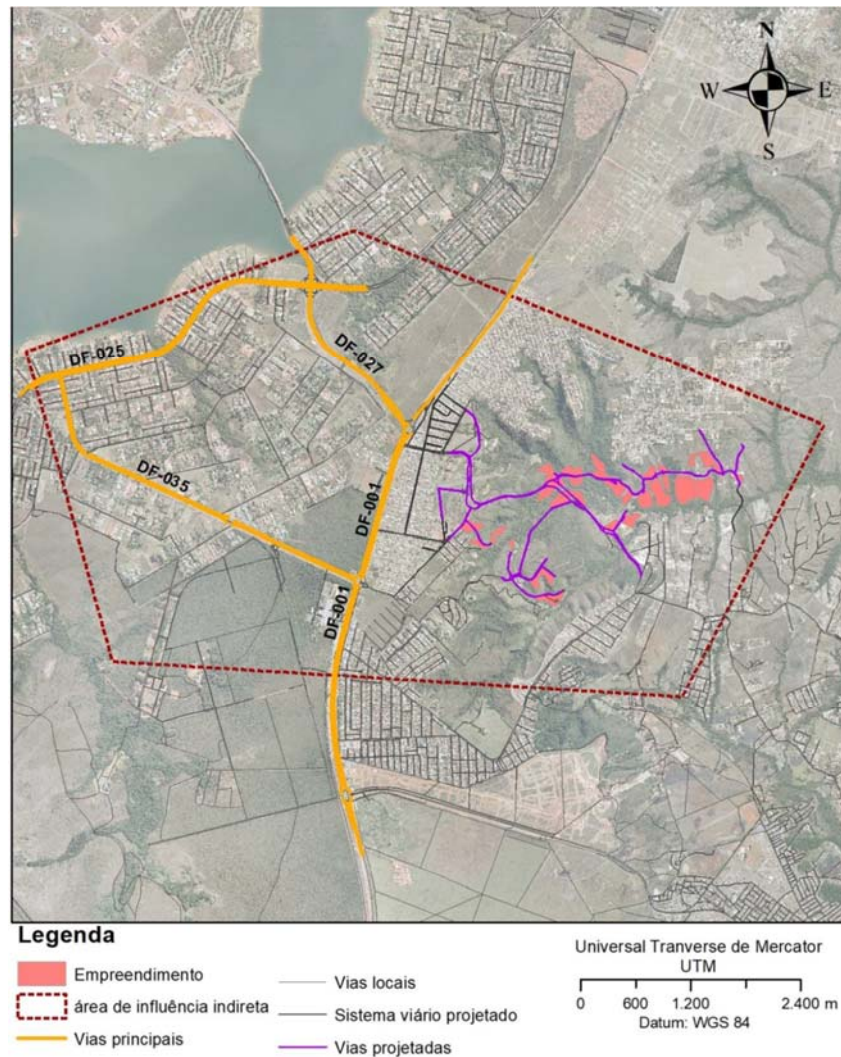 N
W E
S
DF-025
DF-027
DF-035
DF-001
DF-001
Legenda
Empreendimento
área de influência indireta
Vias principais
Vias locais
Sistema viário projetado
Vias projetadas
Universal Tranverse de Mercator
UTM
0 600 1.200 2.400 m
Datum: WGS 84